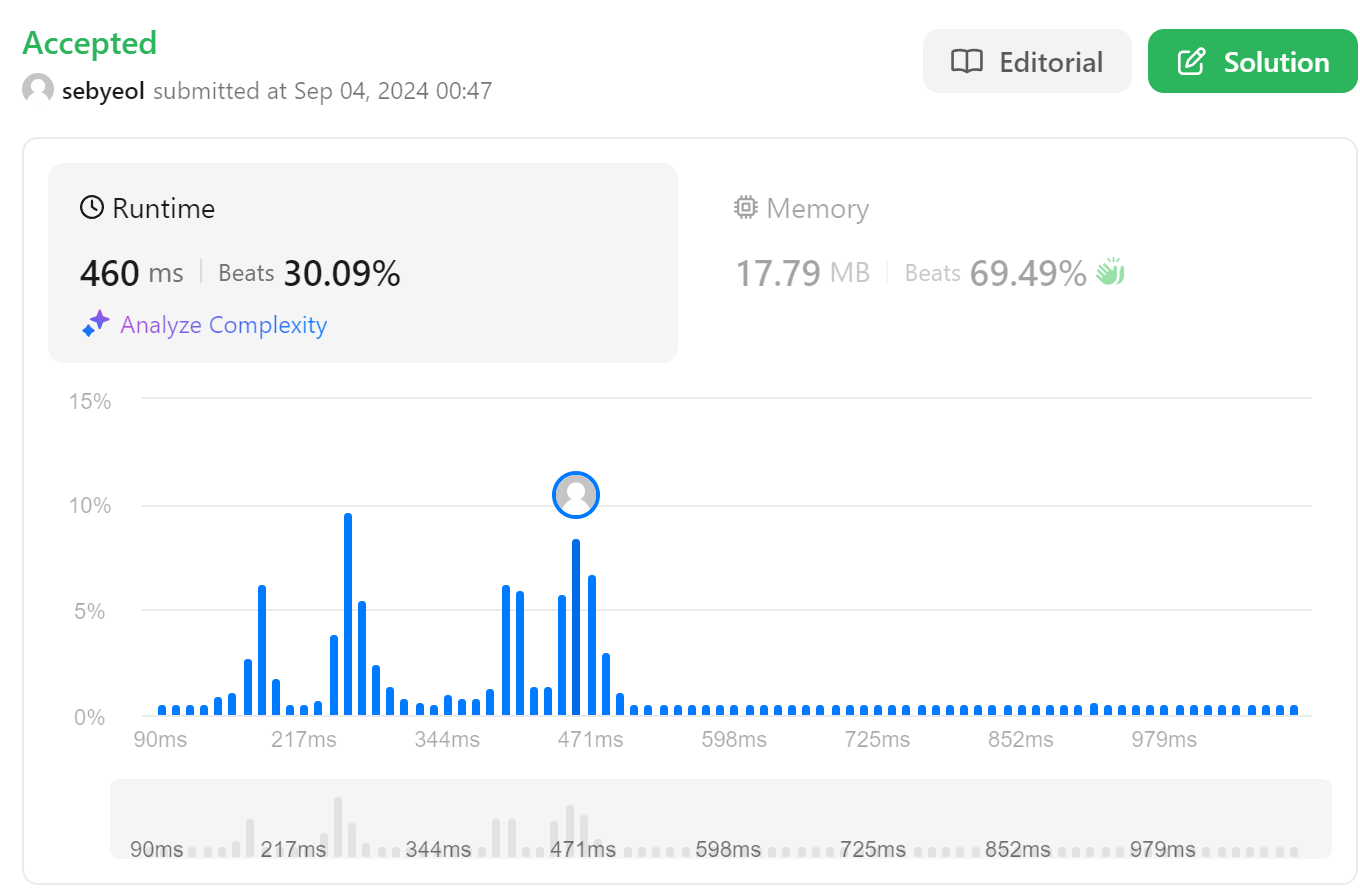 Accepted
Editorial
Solution
sebyeol submitted at Sep 04, 2024 00:47
Runtime
460 ms Beats 30.09%
Analyze Complexity
Memory
17.79 MB Beats 69.49%
15%
10%
5%
0%
90ms 217ms 344ms 471ms 598ms 725ms 852ms 979ms
90ms 217ms 344ms 471ms 598ms 725ms 852ms 979ms